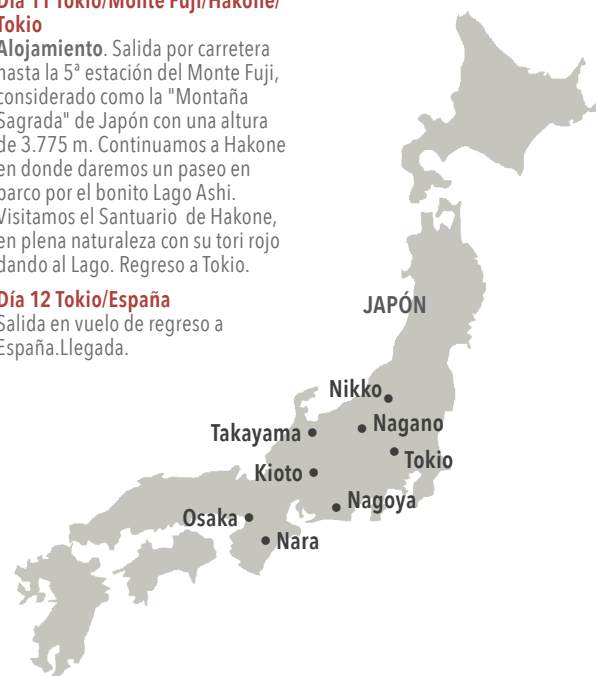 Día 11 Tokio/Monte Fuji/Hakone/
Tokio
Alojamiento. Salida por carretera
hasta la 5ª estación del Monte Fuji,
considerado como la "Montaña
Sagrada" de Japón con una altura
de 3.775 m. Continuamos a Hakone
en donde daremos un paseo en
barco por el bonito Lago Ashi.
Visitamos el Santuario de Hakone,
en plena naturaleza con su tori rojo
dando al Lago. Regreso a Tokio.
Día 12 Tokio/España
Salida en vuelo de regreso a
España.Llegada.
JAPÓN
Nikko
Nagano
Takayama
Tokio
Kioto
Nagoya
Osaka
Nara